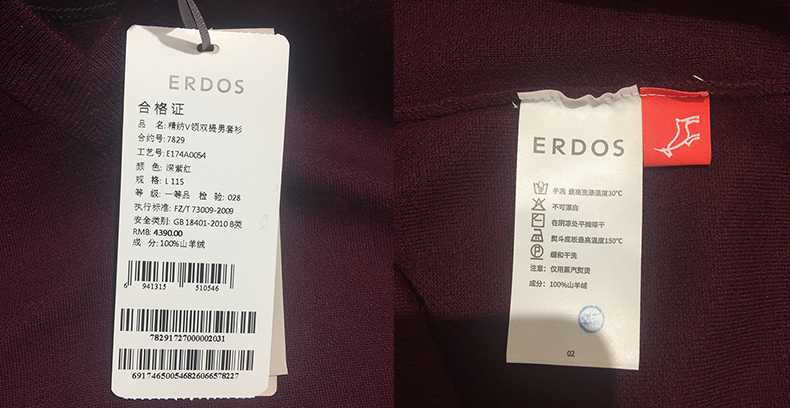 ERDOS
合格证
品 名: 精纺V领双提男套衫
合约号: 7829
工艺号: E174A0054
颜 色: 深紫红
规 格: L 115
等 级: 一等品 检 验: 028
执行标准: FZ/T 73009-2009
安全类别: GB 18401-2010 B类
RMB: 4390.00
成 分: 100%山羊绒
6 941315 510546
78291727000002031
691746500546826066578227
ERDOS
手洗 最高洗涤温度30℃
不可漂白
在阴凉处平摊晾干
熨斗底板最高温度150℃
P 缓和干洗
注意: 仅用蒸汽熨烫
成分: 100%山羊绒
02